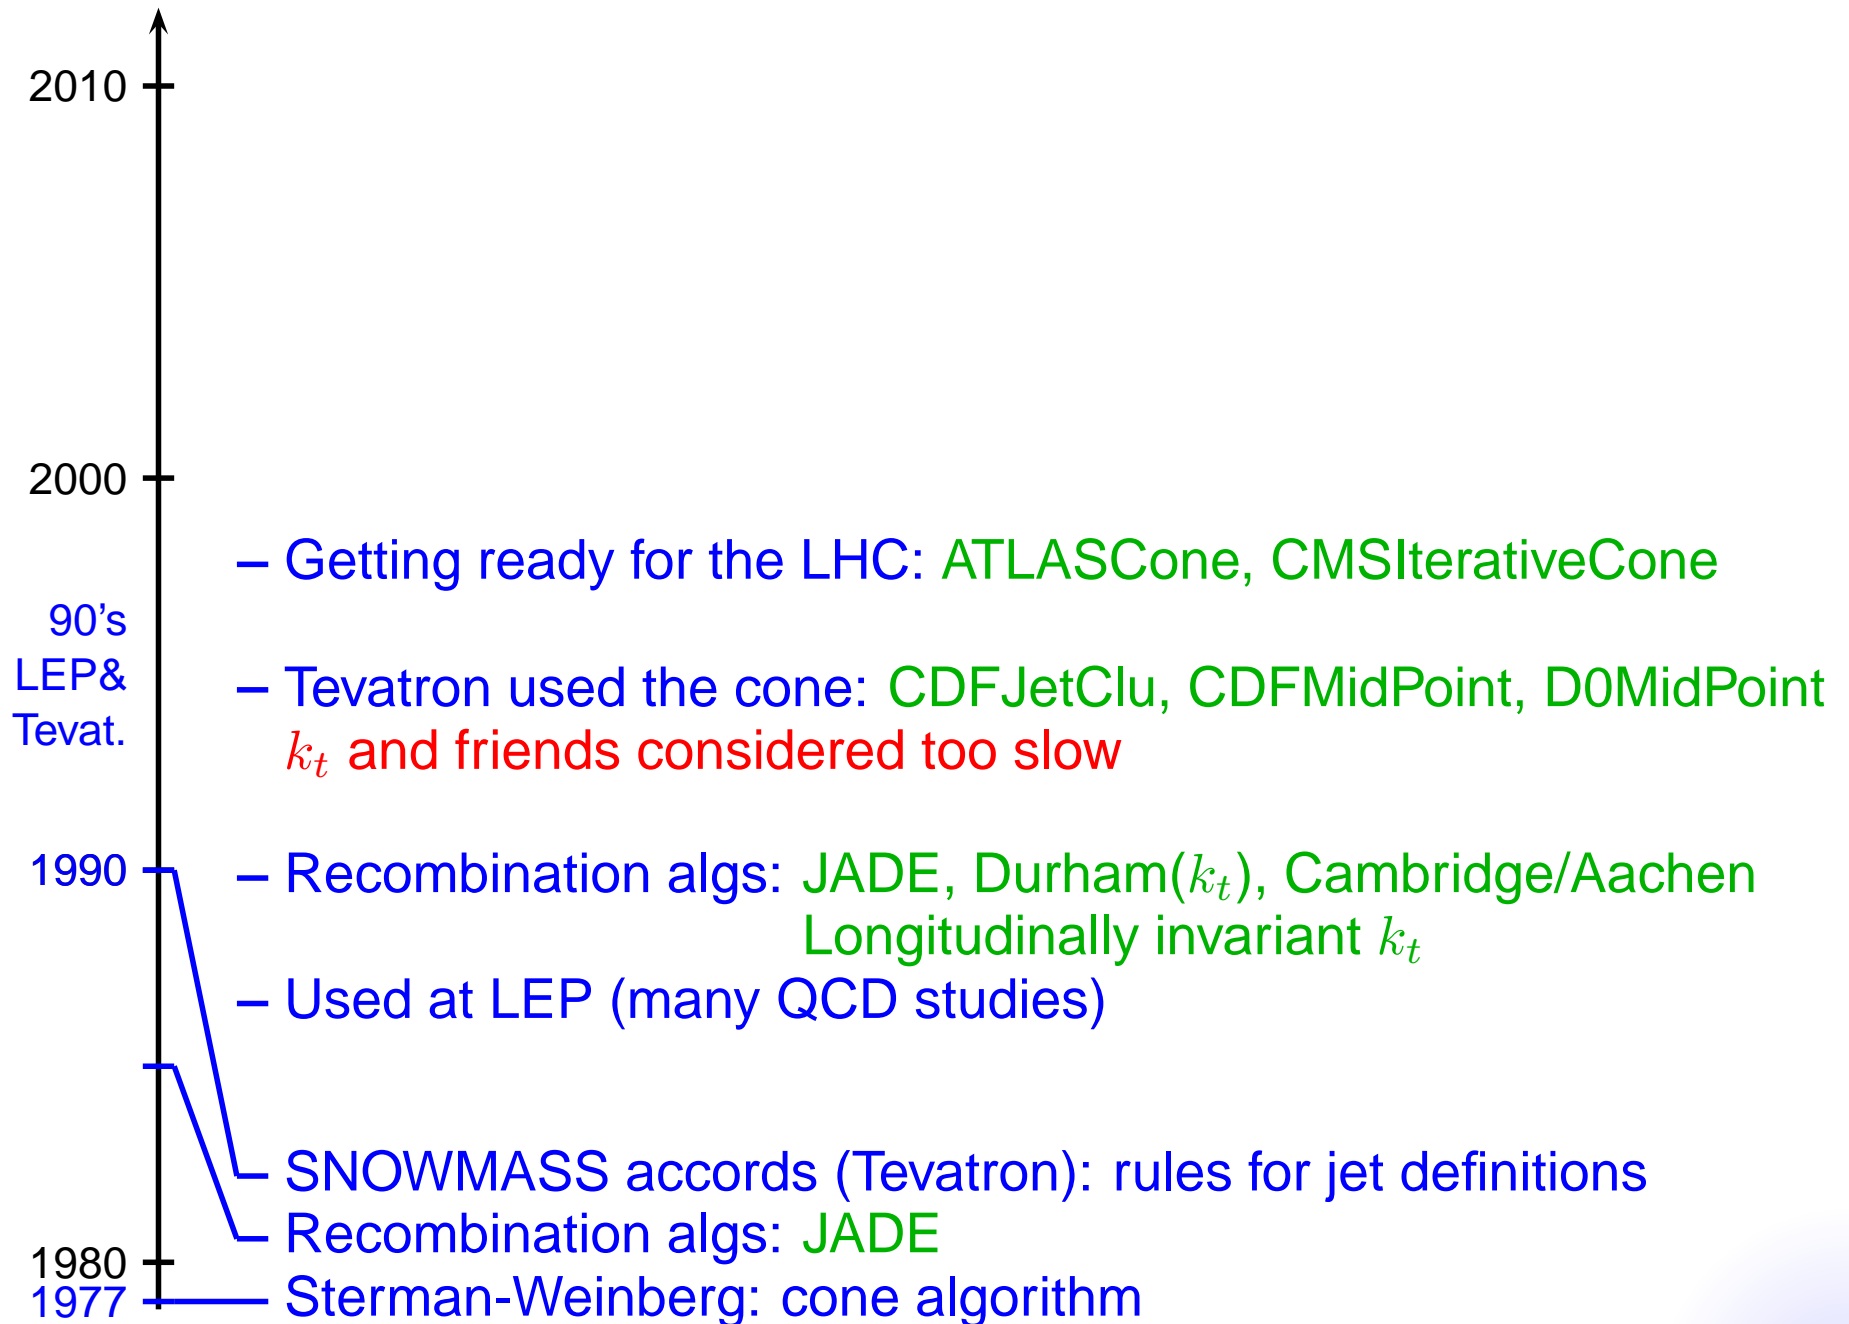 2010
2000
– Getting ready for the LHC: ATLASCone, CMSIterativeCone
90's
LEP&
Tevat.
– Tevatron used the cone: CDFJetClu, CDFMidPoint, D0MidPoint
k_t and friends considered too slow
1990
– Recombination algs: JADE, Durham(k_t), Cambridge/Aachen
Longitudinally invariant k_t
– Used at LEP (many QCD studies)
– SNOWMASS accords (Tevatron): rules for jet definitions
– Recombination algs: JADE
1980
1977
– Sterman-Weinberg: cone algorithm